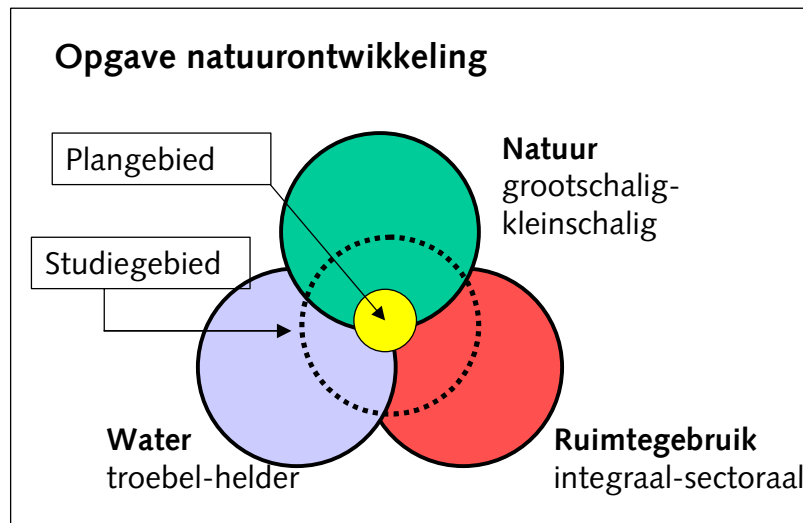 Opgave natuurontwikkeling
Plangebied
Natuur
grootschalig-
kleinschalig
Studiegebied
Water
troebel-helder
Ruimtegebruik
integraal-sectoraal